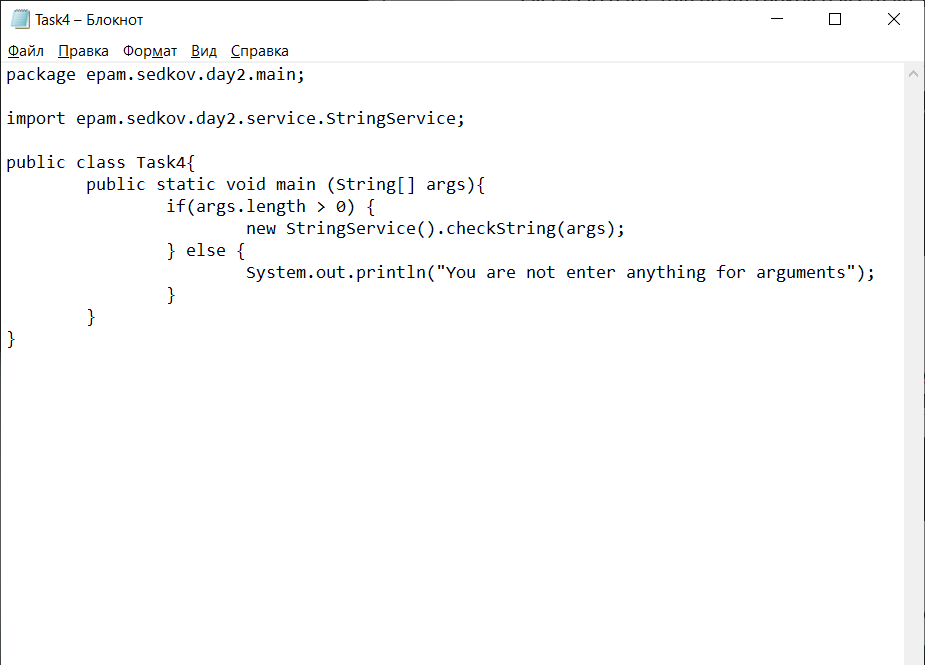 Task4 – Блокнот
Файл Правка Формат Вид Справка
package epam.sedkov.day2.main;
import epam.sedkov.day2.service.StringService;
public class Task4{
public static void main (String[] args){
if(args.length > 0) {
new StringService().checkString(args);
} else {
System.out.println("You are not enter anything for arguments");
}
}
}